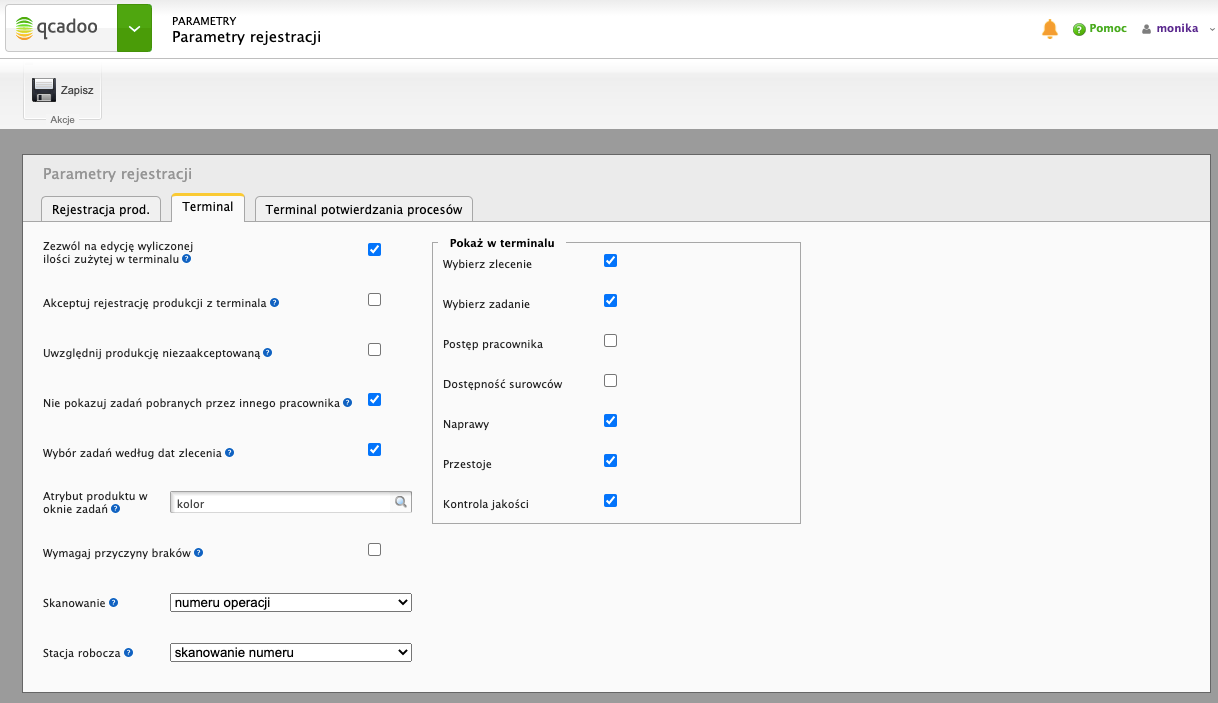 qcadoo
PARAMETRY
Parametry rejestracji
Pomoc
monika
Zapisz
Akcje
Parametry rejestracji
Rejestracja prod.
Terminal
Terminal potwierdzania procesów
Zezwól na edycję wyliczonej
ilości zużytej w terminalu ?
Akceptuj rejestrację produkcji z terminala ?
Uwzględnij produkcję niezaakceptowaną ?
Nie pokazuj zadań pobranych przez innego pracownika ?
Wybór zadań według dat zlecenia ?
Atrybut produktu w
oknie zadań ?
kolor
Wymagaj przyczyny braków ?
Skanowanie ?
numeru operacji
Stacja robocza ?
skanowanie numeru
Pokaż w terminalu
Wybierz zlecenie
Wybierz zadanie
Postęp pracownika
Dostępność surowców
Naprawy
Przestoje
Kontrola jakości